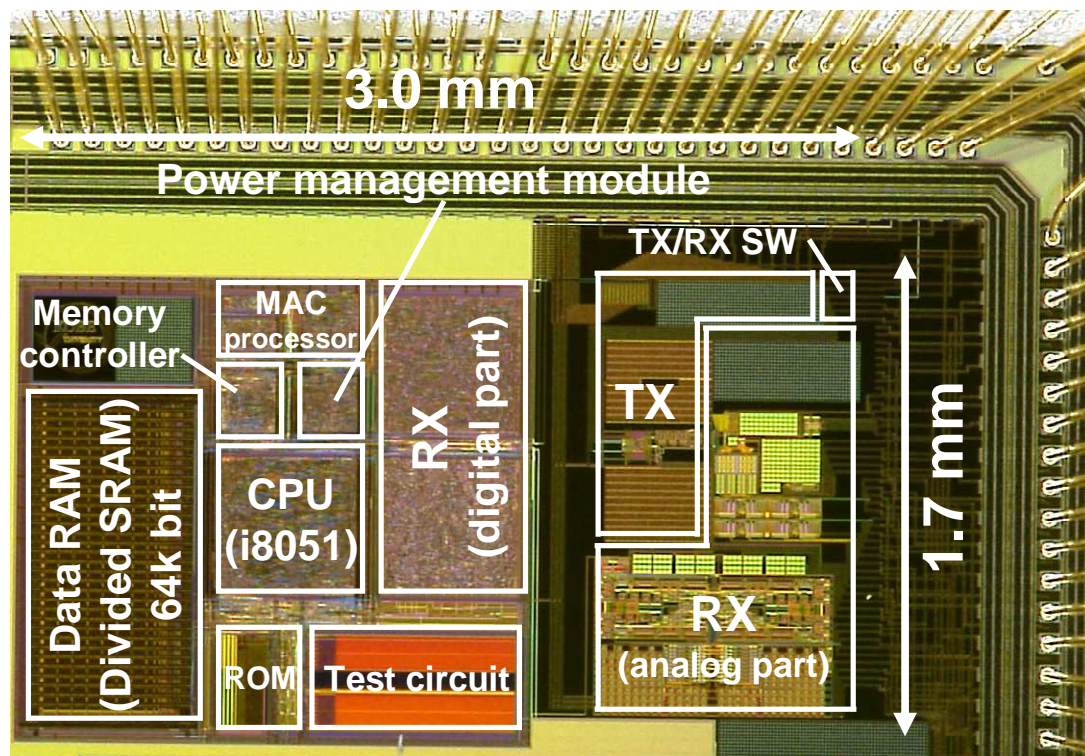 3.0 mm
Power management module
TX/RX SW
MAC
processor
Memory
controller
RX
(digital part)
TX
Data RAM
(Divided SRAM)
64k bit
CPU
(i8051)
1.7 mm
RX
(analog part)
ROM
Test circuit